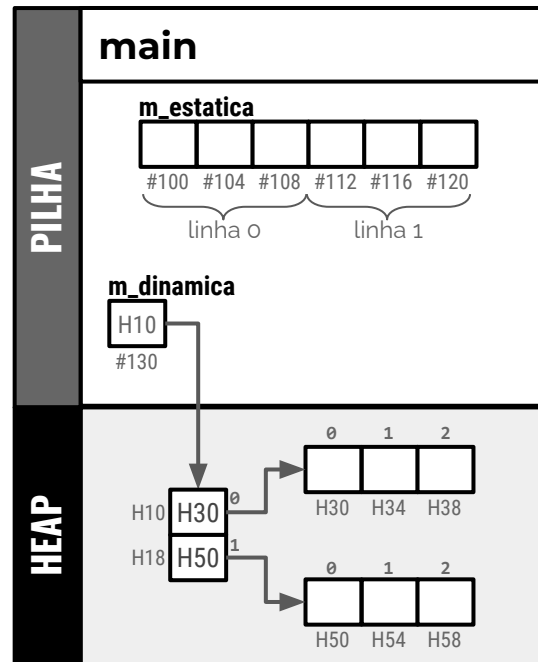 main
PILHA
m_estatica
#100 #104 #108 #112 #116 #120
linha 0 linha 1
m_dinamica
H10
#130
HEAP
0 1 2
H30 H34 H38
H10 H30 0
H18 H50 1
0 1 2
H50 H54 H58